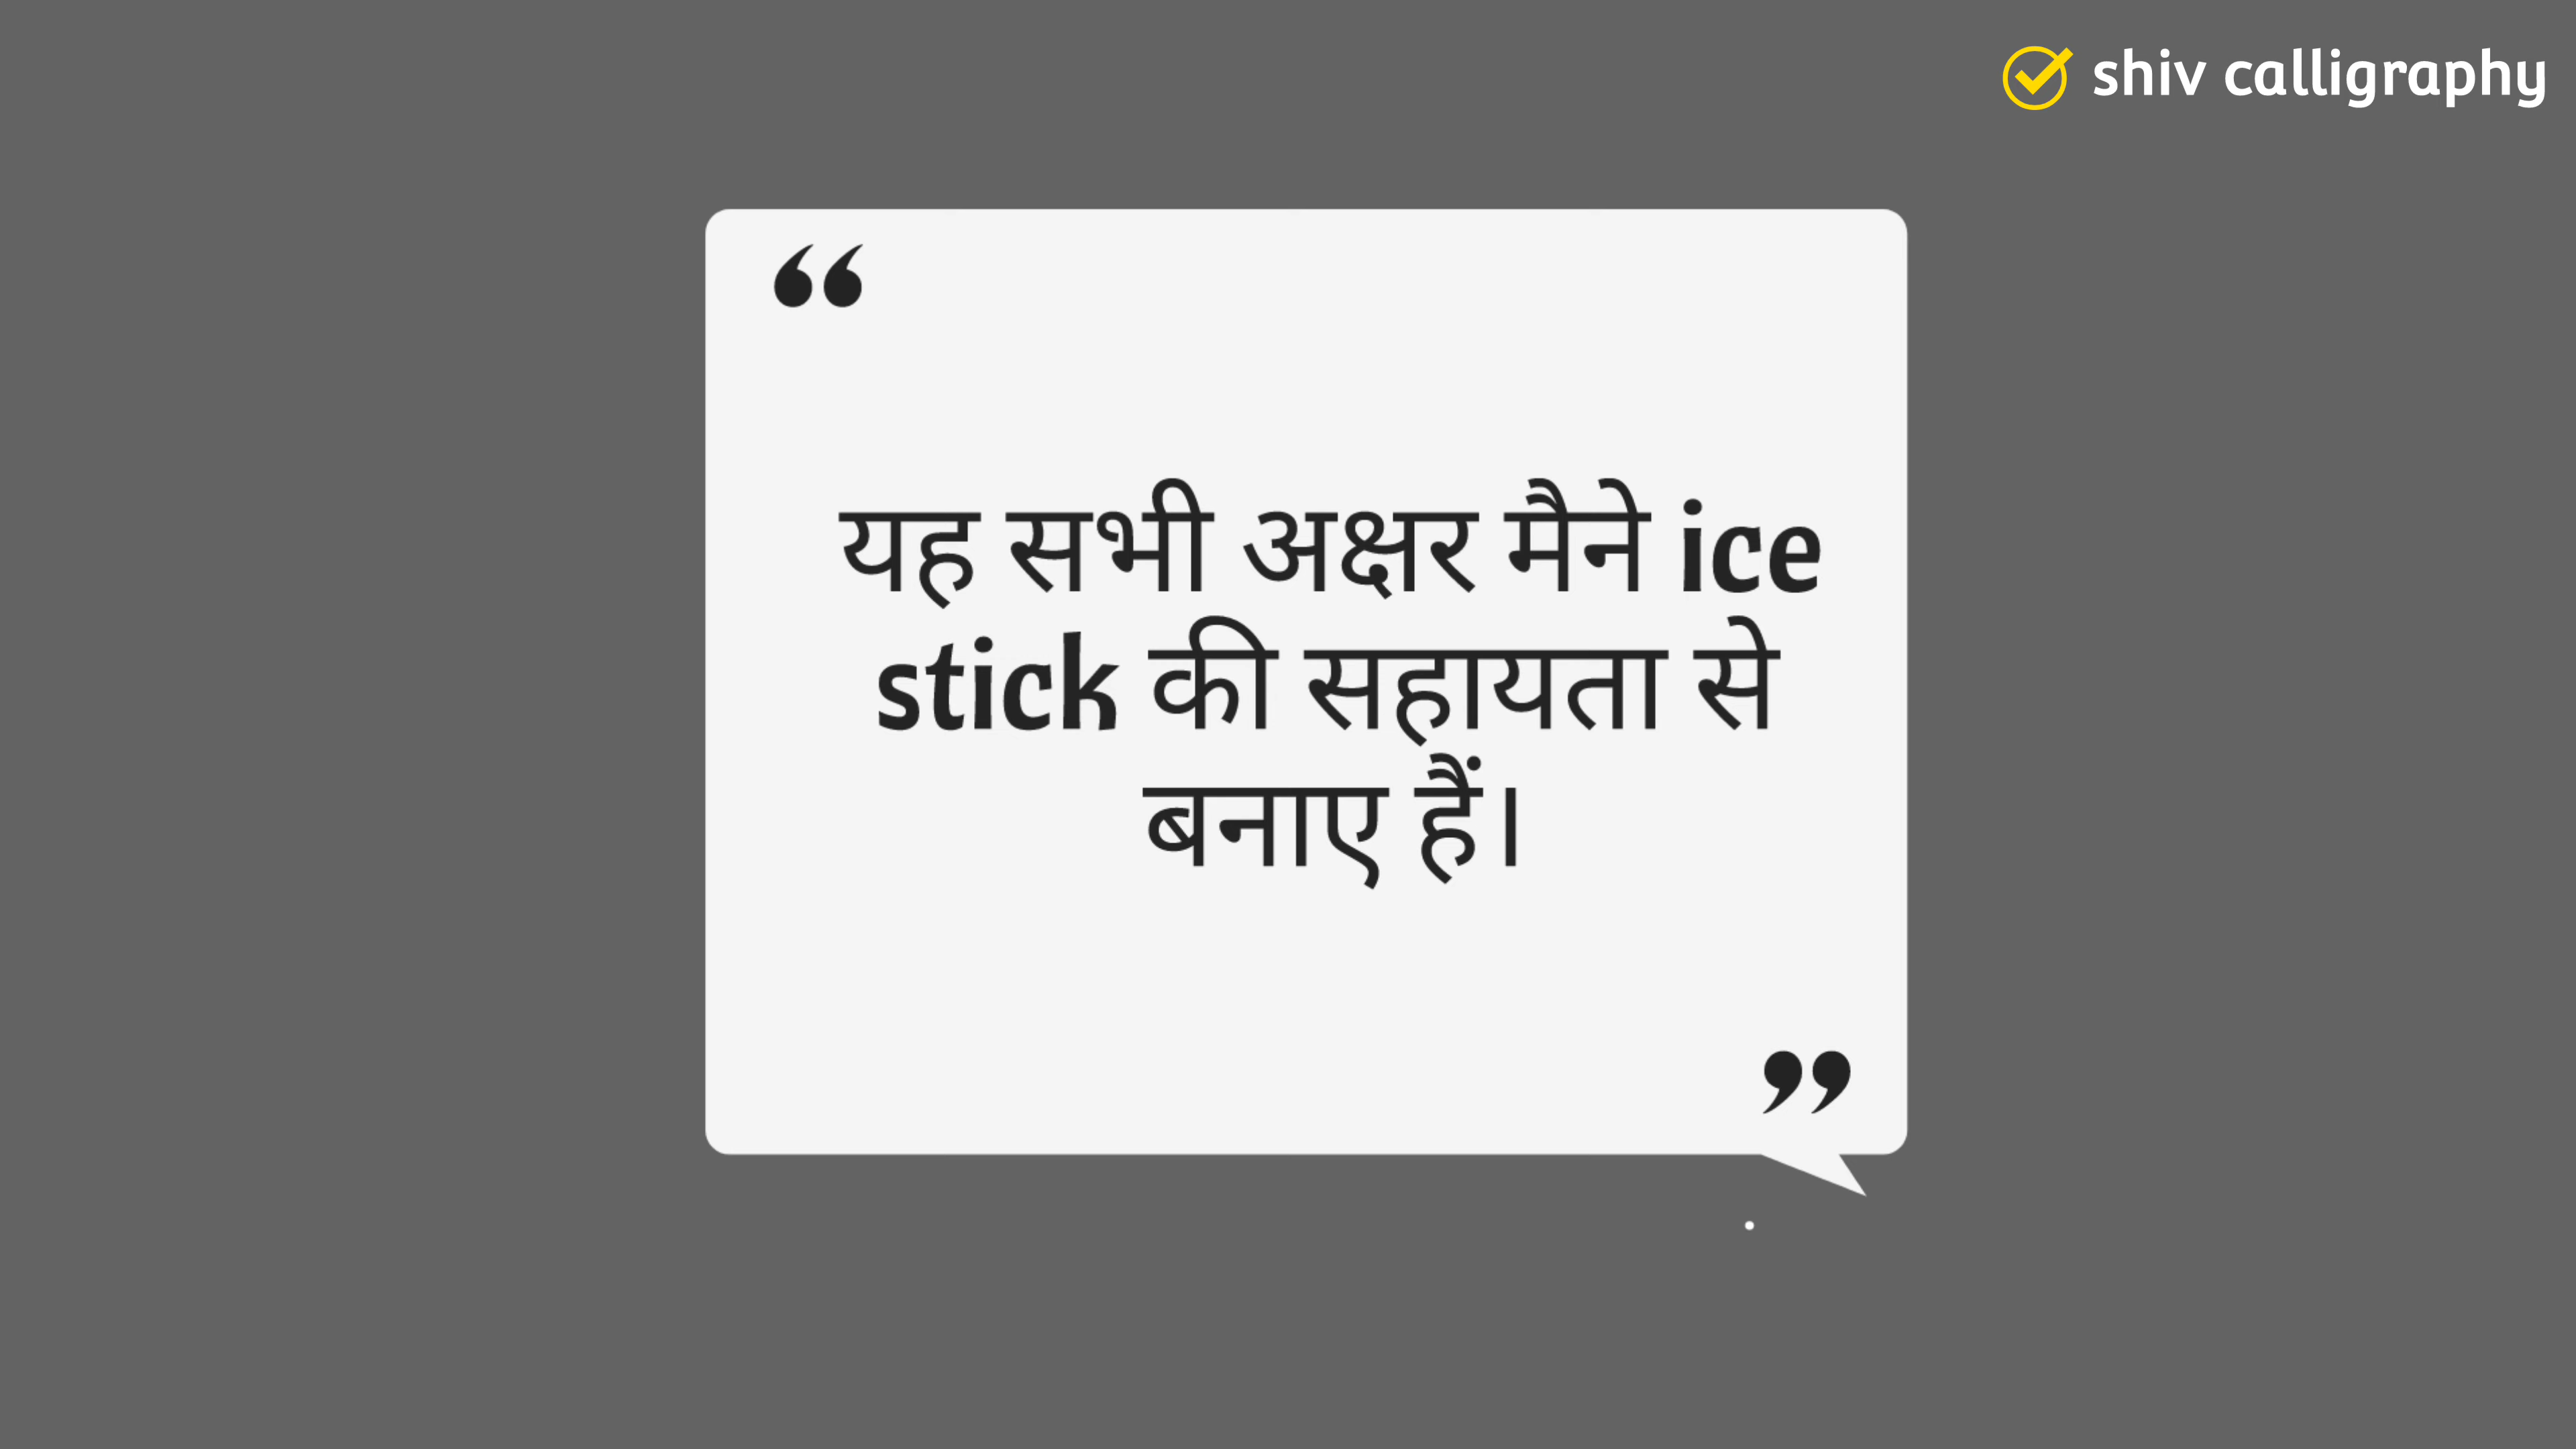 shiv calligraphy
“
यह सभी अक्षर मैने ice
stick की सहायता से
बनाए हैं।
”